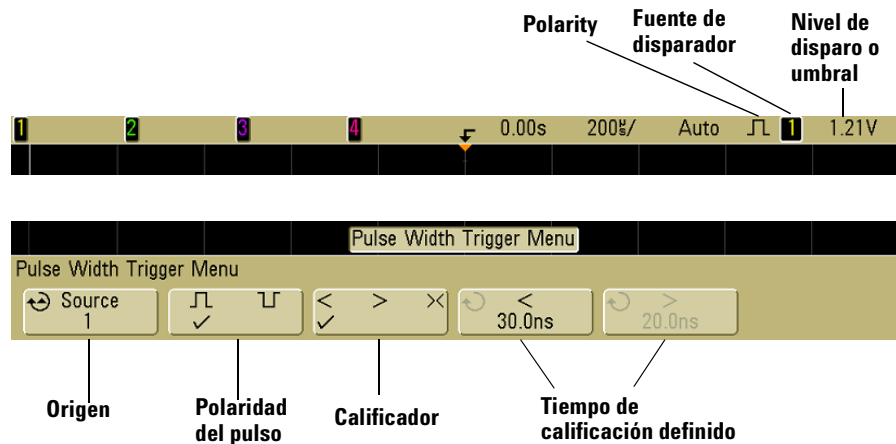 Polarity
Fuente de
disparador
Nivel de
disparo o
umbral
1 2 3 4 0.00s 200㎲/ Auto 1 1.21V
Pulse Width Trigger Menu
Pulse Width Trigger Menu
Source < > >< < >
1 ✓ ✓ 30.0ns 20.0ns
Origen
Polaridad
del pulso
Calificador
Tiempo de
calificación definido